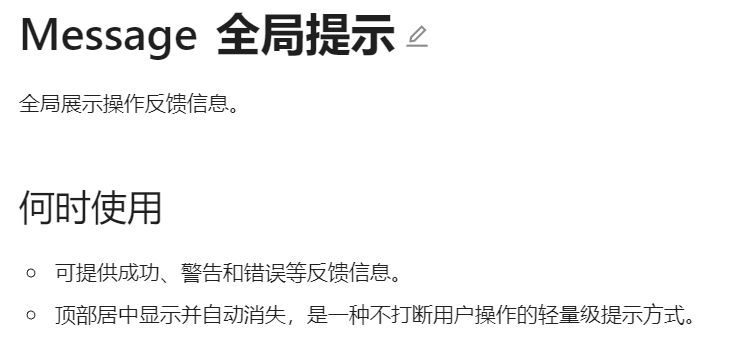 Message 全局提示
全局展示操作反馈信息。
何时使用
可提供成功、警告和错误等反馈信息。
顶部居中显示并自动消失，是一种不打断用户操作的轻量级提示方式。